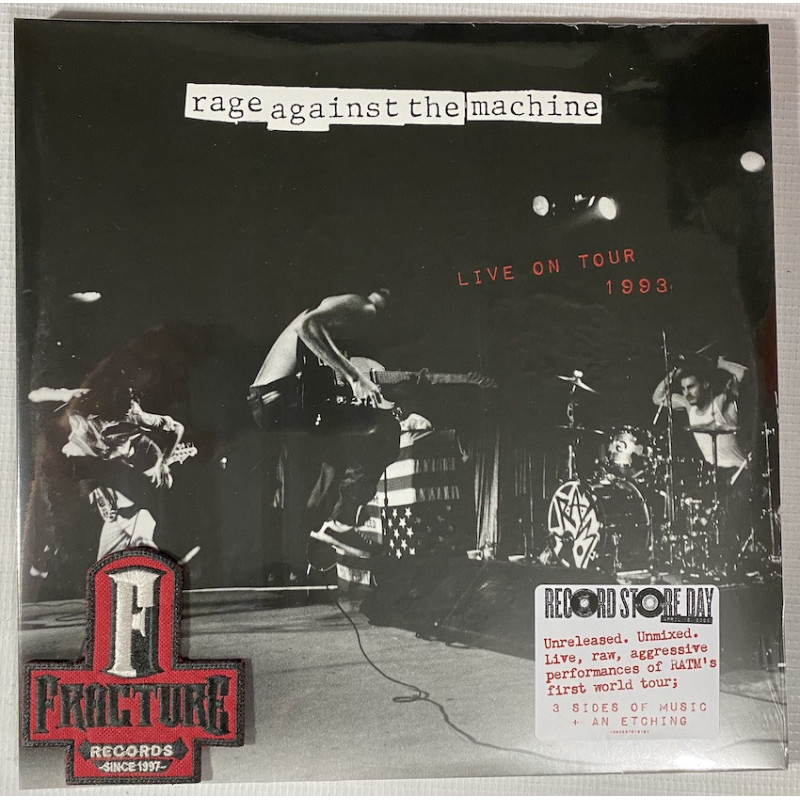 rage against the machine
LIVE ON TOUR
1993
RECORD STORE DAY
Unreleased. Unmixed.
Live, raw, aggressive
performances of RATM's
first world tour;
3 SIDES OF MUSIC
+ AN ETCHING
F
FRACTURE
RECORDS
-SINCE 1997-